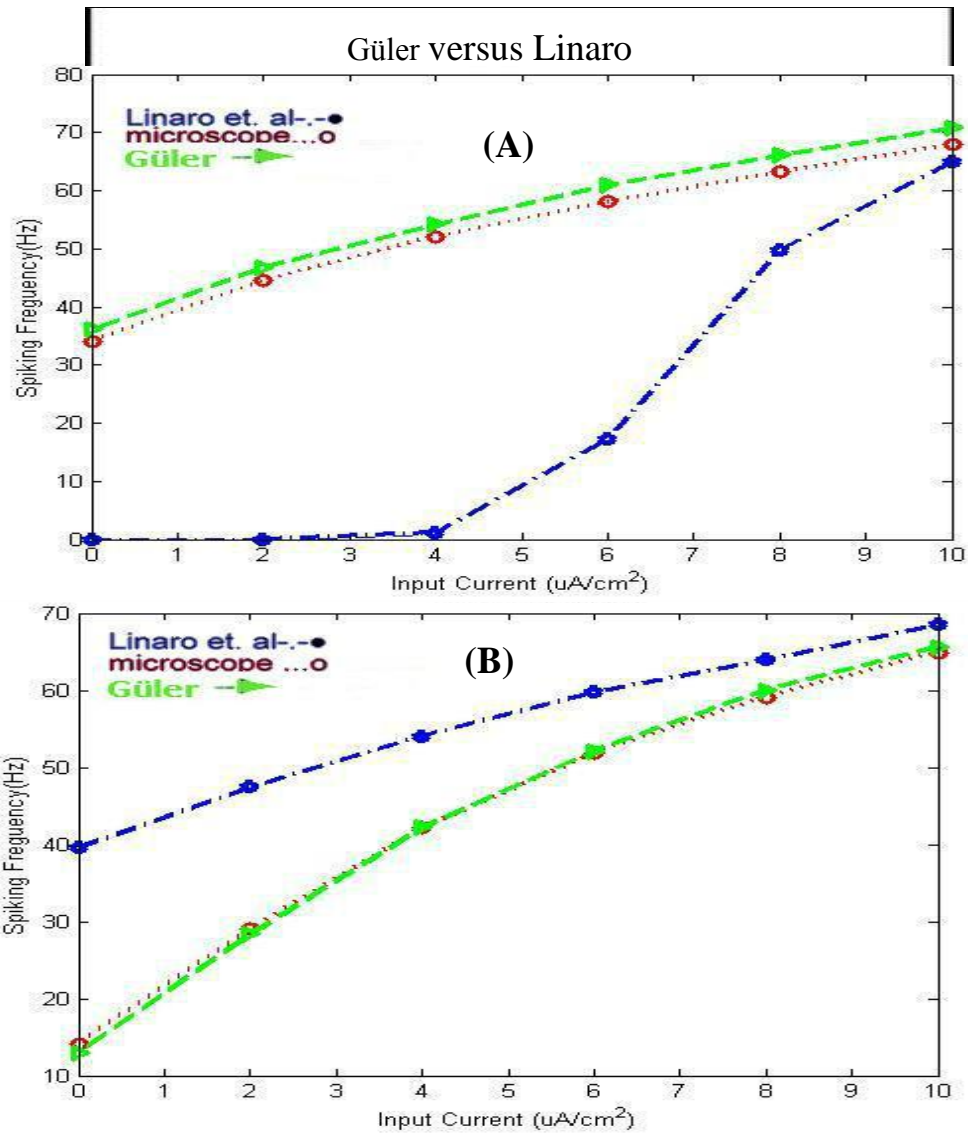 Güler versus Linaro
80
70
60
50
40
30
20
10
0
Spiking Freguency(Hz)
Linaro et. al-.-●
microscope...o
Güler
(A)
0 1 2 3 4 5 6 7 8 9 10
Input Current (uA/cm²)
70
60
50
40
30
20
10
Spiking Freguency(Hz)
Linaro et. al-.-●
microscope ...o
Güler
(B)
0 1 2 3 4 5 6 7 8 9 10
Input Current (uA/cm²)